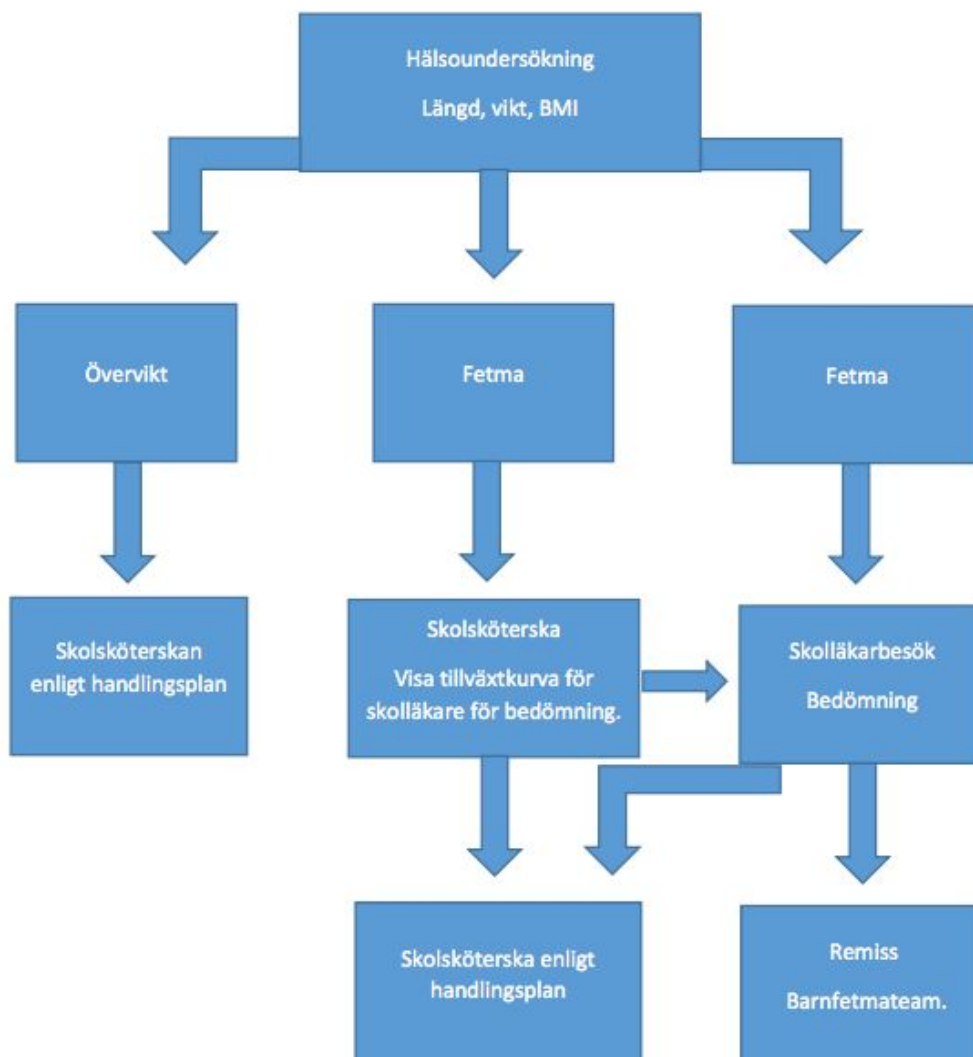 Hälsoundersökning
Längd, vikt, BMI
Övervikt
Fetma
Fetma
Skolsköterskan
enligt handlingsplan
Skolsköterska
Visa tillväxtkurva för
skolläkare för bedömning.
Skolläkarbesök
Bedömning
Skolsköterska enligt
handlingsplan
Remiss
Barnfetmateam.